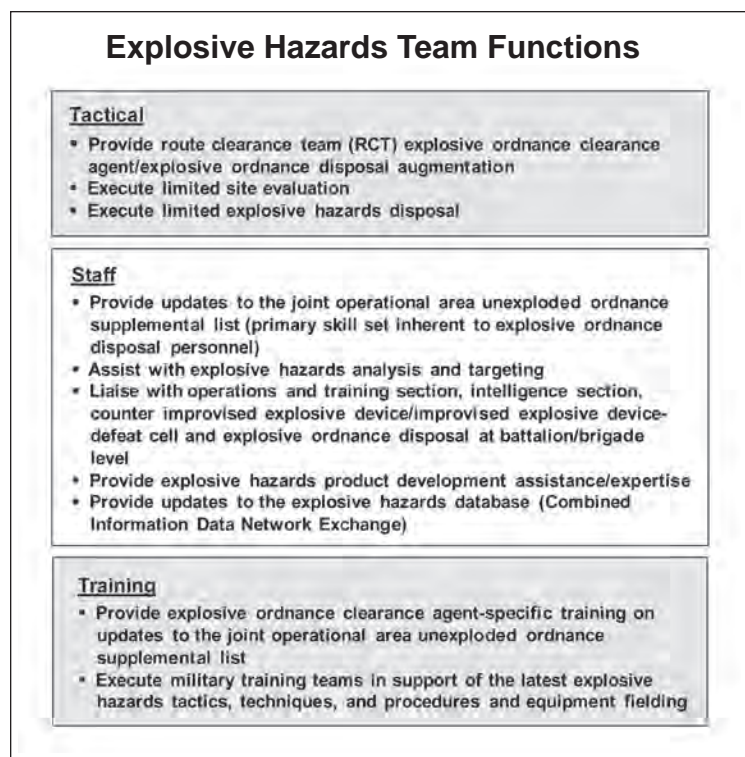 Explosive Hazards Team Functions
Tactical
• Provide route clearance team (RCT) explosive ordnance clearance
agent/explosive ordnance disposal augmentation
• Execute limited site evaluation
• Execute limited explosive hazards disposal
Staff
• Provide updates to the joint operational area unexploded ordnance
supplemental list (primary skill set inherent to explosive ordnance
disposal personnel)
• Assist with explosive hazards analysis and targeting
• Liaise with operations and training section, intelligence section,
counter improvised explosive device/improvised explosive device-
defeat cell and explosive ordnance disposal at battalion/brigade
level
• Provide explosive hazards product development assistance/expertise
• Provide updates to the explosive hazards database (Combined
Information Data Network Exchange)
Training
• Provide explosive ordnance clearance agent-specific training on
updates to the joint operational area unexploded ordnance
supplemental list
• Execute military training teams in support of the latest explosive
hazards tactics, techniques, and procedures and equipment fielding